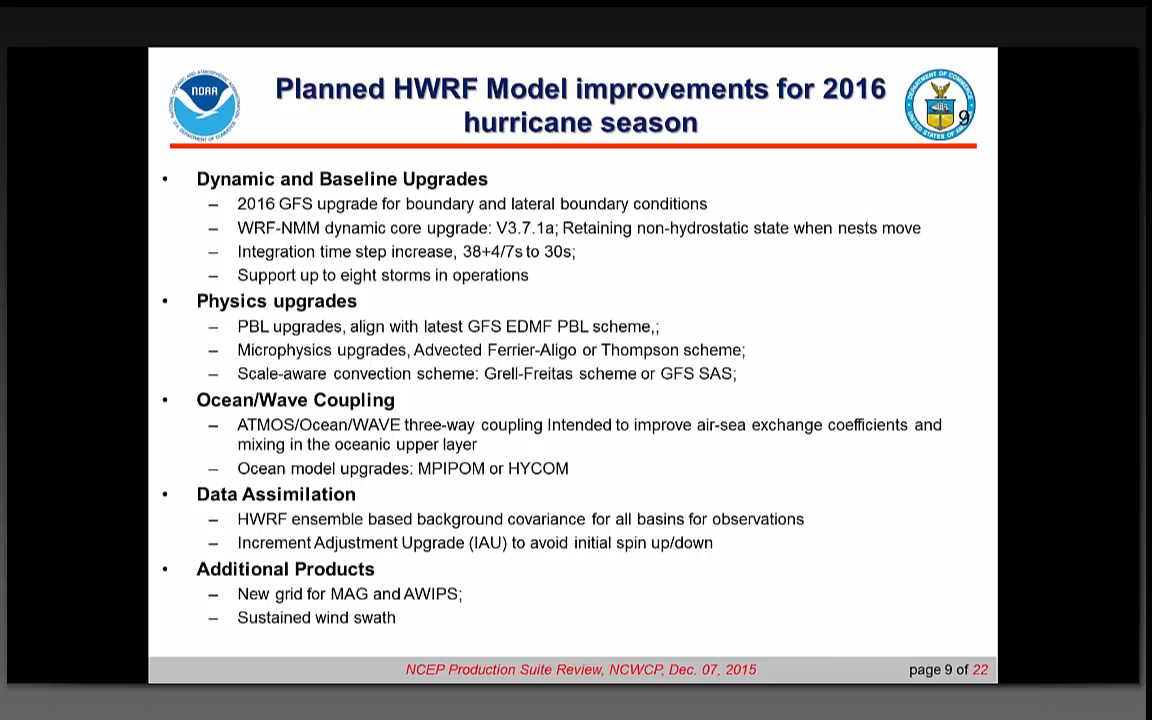 Planned HWRF Model improvements for 2016
hurricane season
NOAA
9
• Dynamic and Baseline Upgrades
– 2016 GFS upgrade for boundary and lateral boundary conditions
– WRF-NMM dynamic core upgrade: V3.7.1a; Retaining non-hydrostatic state when nests move
– Integration time step increase, 38+4/7s to 30s;
– Support up to eight storms in operations
• Physics upgrades
– PBL upgrades, align with latest GFS EDMF PBL scheme,;
– Microphysics upgrades, Advected Ferrier-Aligo or Thompson scheme;
– Scale-aware convection scheme: Grell-Freitas scheme or GFS SAS;
• Ocean/Wave Coupling
– ATMOS/Ocean/WAVE three-way coupling Intended to improve air-sea exchange coefficients and
mixing in the oceanic upper layer
– Ocean model upgrades: MPIPOM or HYCOM
• Data Assimilation
– HWRF ensemble based background covariance for all basins for observations
– Increment Adjustment Upgrade (IAU) to avoid initial spin up/down
• Additional Products
– New grid for MAG and AWIPS;
– Sustained wind swath
NCEP Production Suite Review, NCWCP, Dec. 07, 2015
page 9 of 22